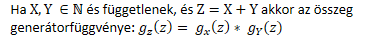 Ha X, Y ∈ ℕ és függetlenek, és Z = X + Y akkor az összeg
generátorfüggvénye: g_z(z) = g_x(z) * g_Y(z)